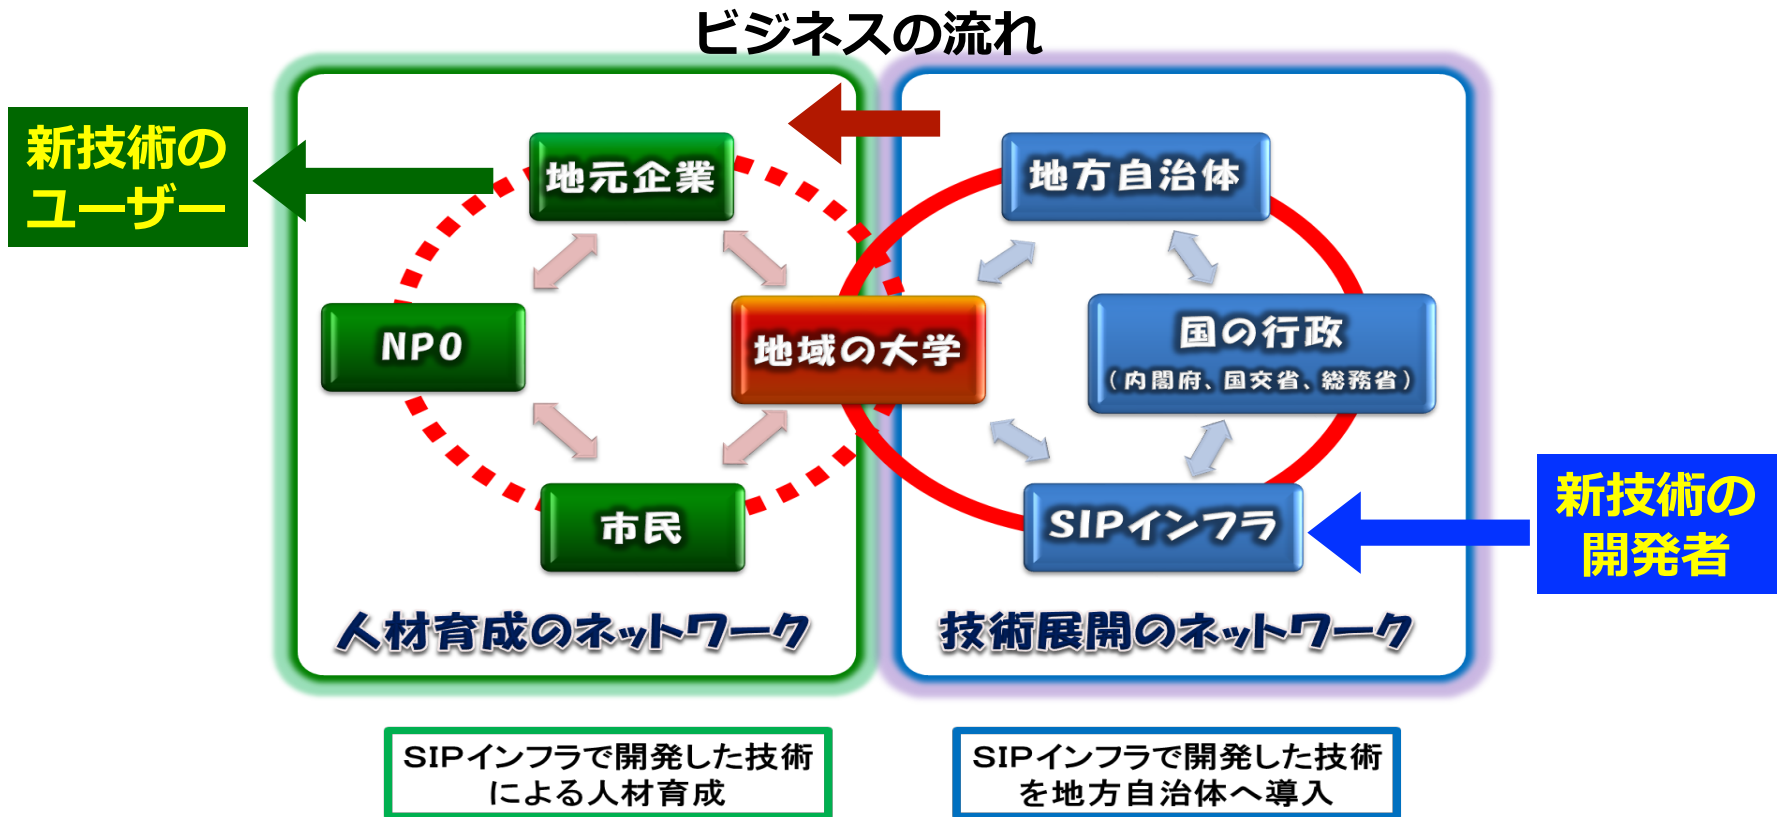 ビジネスの流れ
新技術の
ユーザー
地元企業
地方自治体
NPO
地域の大学
国の行政
(内閣府、国交省、総務省)
市民
SIPインフラ
新技術の
開発者
人材育成のネットワーク
技術展開のネットワーク
SIPインフラで開発した技術
による人材育成
SIPインフラで開発した技術
を地方自治体へ導入